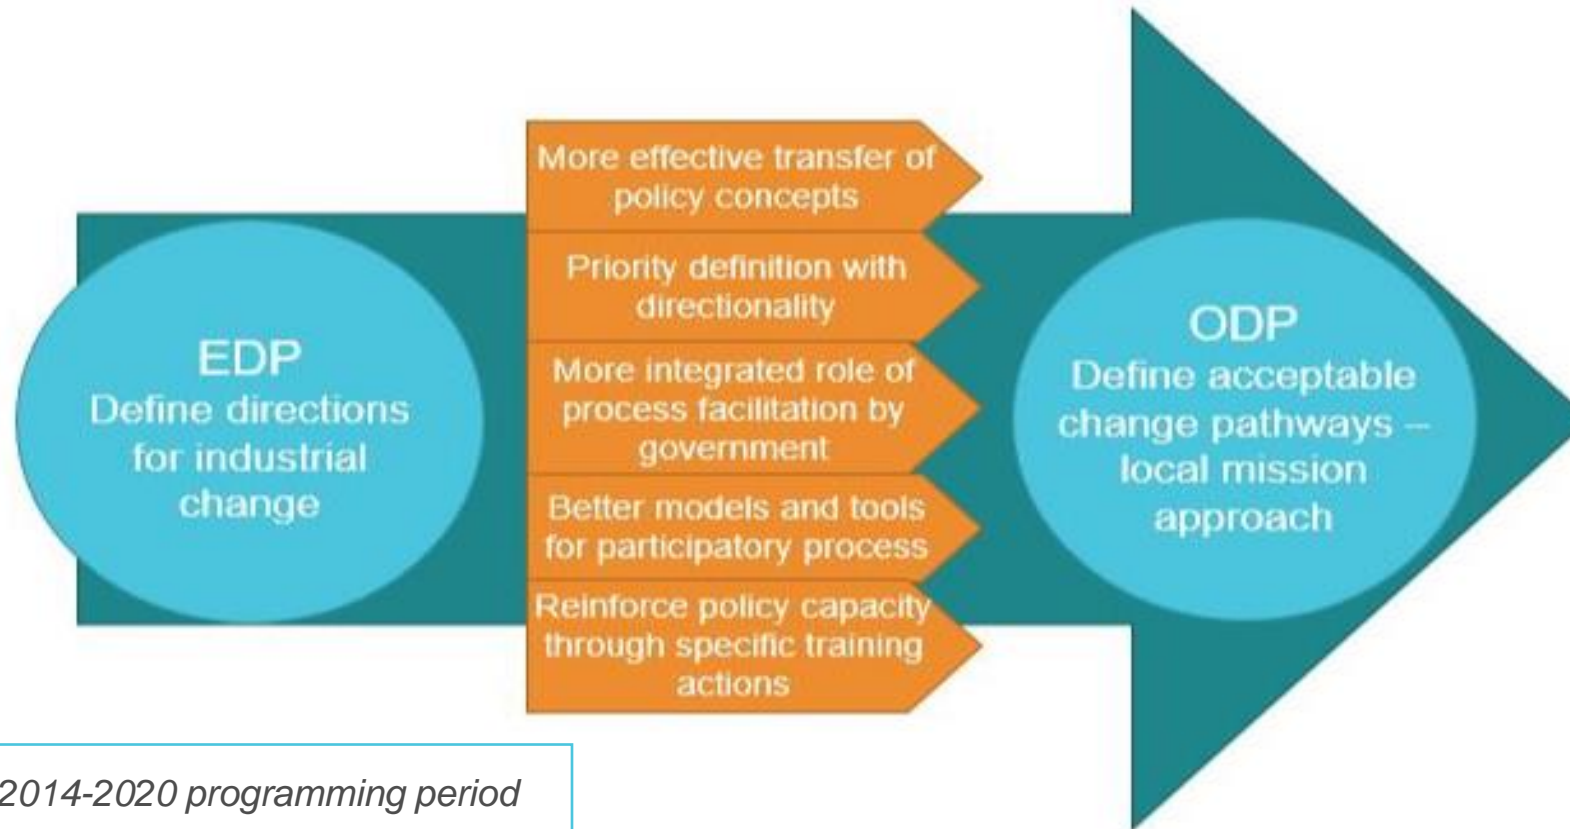 More effective transfer of
policy concepts
Priority definition with
directionality
More integrated role of
process facilitation by
government
Better models and tools
for participatory process
Reinforce policy capacity
through specific training
actions
EDP
Define directions
for industrial
change
ODP
Define acceptable
change pathways –
local mission
approach
2014-2020 programming period